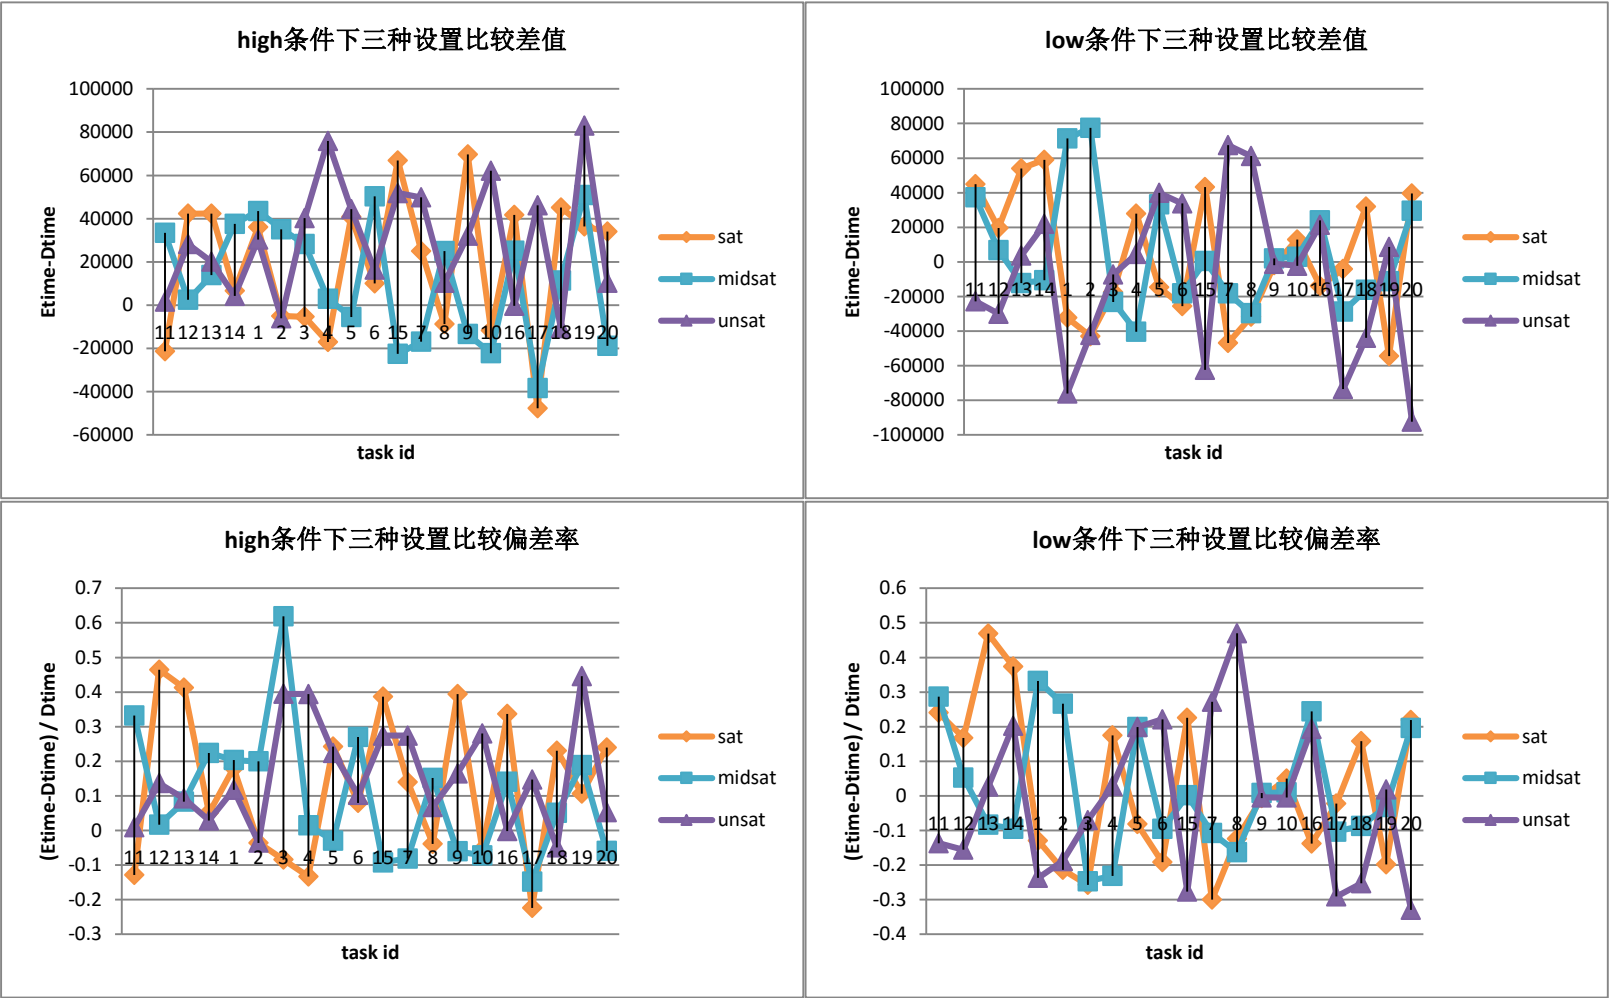 high条件下三种设置比较差值
100000
80000
60000
40000
20000
0
-20000
-40000
-60000
Etime-Dtime
11 12 13 14 1 2 3 4 5 6 15 7 8 9 10 16 17 18 19 20
task id
sat
midsat
unsat
low条件下三种设置比较差值
100000
80000
60000
40000
20000
0
-20000
-40000
-60000
-80000
-100000
Etime-Dtime
11 12 13 14 1 2 3 4 5 6 15 7 8 9 10 16 17 18 19 20
task id
sat
midsat
unsat
high条件下三种设置比较偏差率
0.7
0.6
0.5
0.4
0.3
0.2
0.1
0
-0.1
-0.2
-0.3
(Etime-Dtime) / Dtime
11 12 13 14 1 2 3 4 5 6 15 7 8 9 10 16 17 18 19 20
task id
sat
midsat
unsat
low条件下三种设置比较偏差率
0.6
0.5
0.4
0.3
0.2
0.1
0
-0.1
-0.2
-0.3
-0.4
(Etime-Dtime) / Dtime
11 12 13 14 1 2 3 4 5 6 15 7 8 9 10 16 17 18 19 20
task id
sat
midsat
unsat